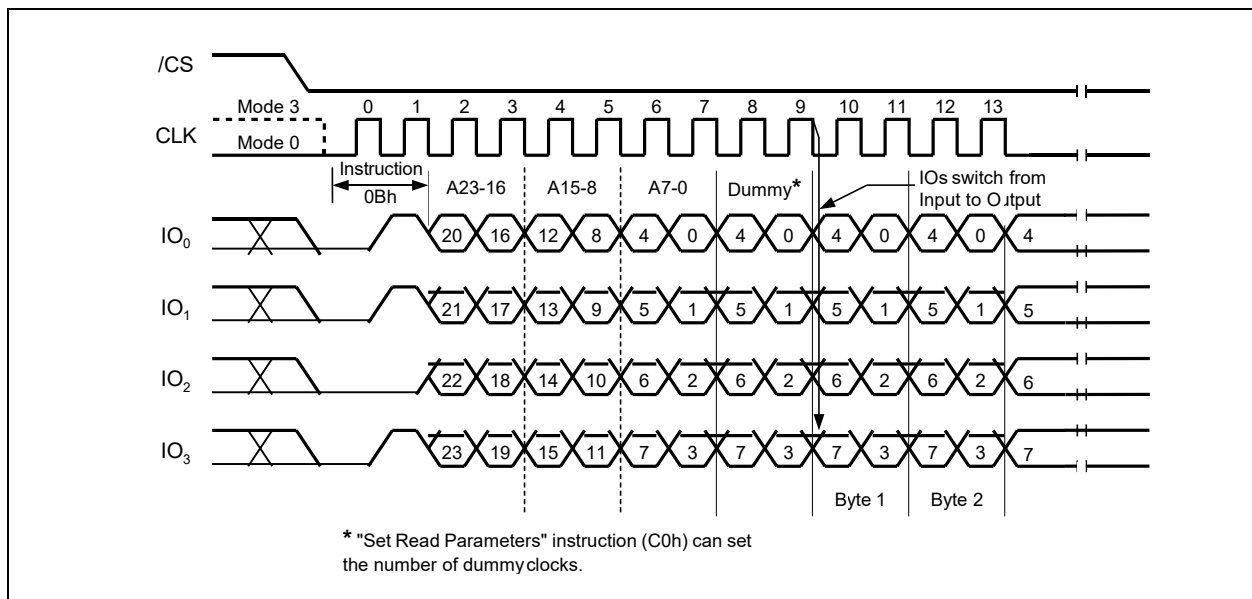 /CS
Mode 3
0 1 2 3 4 5 6 7 8 9 10 11 12 13
CLK
Mode 0
Instruction
0Bh
A23-16 A15-8 A7-0 Dummy*
IOs switch from
Input to Output
IO0 20 16 12 8 4 0 4 0 4 0 4 0 4
IO1 21 17 13 9 5 1 5 1 5 1 5 1 5
IO2 22 18 14 10 6 2 6 2 6 2 6 2 6
IO3 23 19 15 11 7 3 7 3 7 3 7 3 7
Byte 1 Byte 2
* "Set Read Parameters" instruction (C0h) can set
the number of dummy clocks.